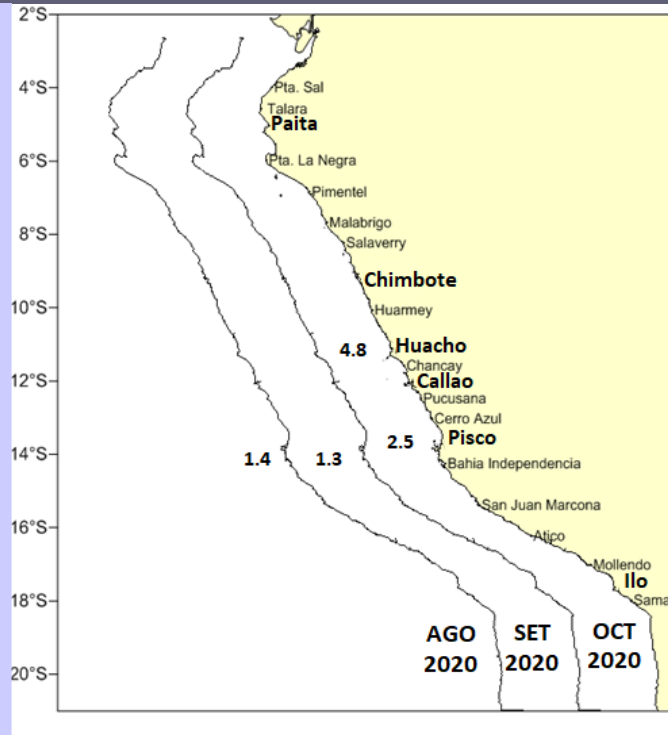 2°S
4°S
Pta. Sal
Talara
Paita
6°S
Pta. La Negra
Pimentel
8°S
Malabrigo
Salaverry
Chimbote
10°S
Huarmey
4.8
Huacho
Chancay
12°S
Callao
Pucusana
Cerro Azul
2.5
Pisco
14°S
1.4
1.3
Bahia Independencia
San Juan Marcona
16°S
Atico
Mollendo
Ilo
18°S
Sama
AGO SET OCT
2020 2020 2020
20°S